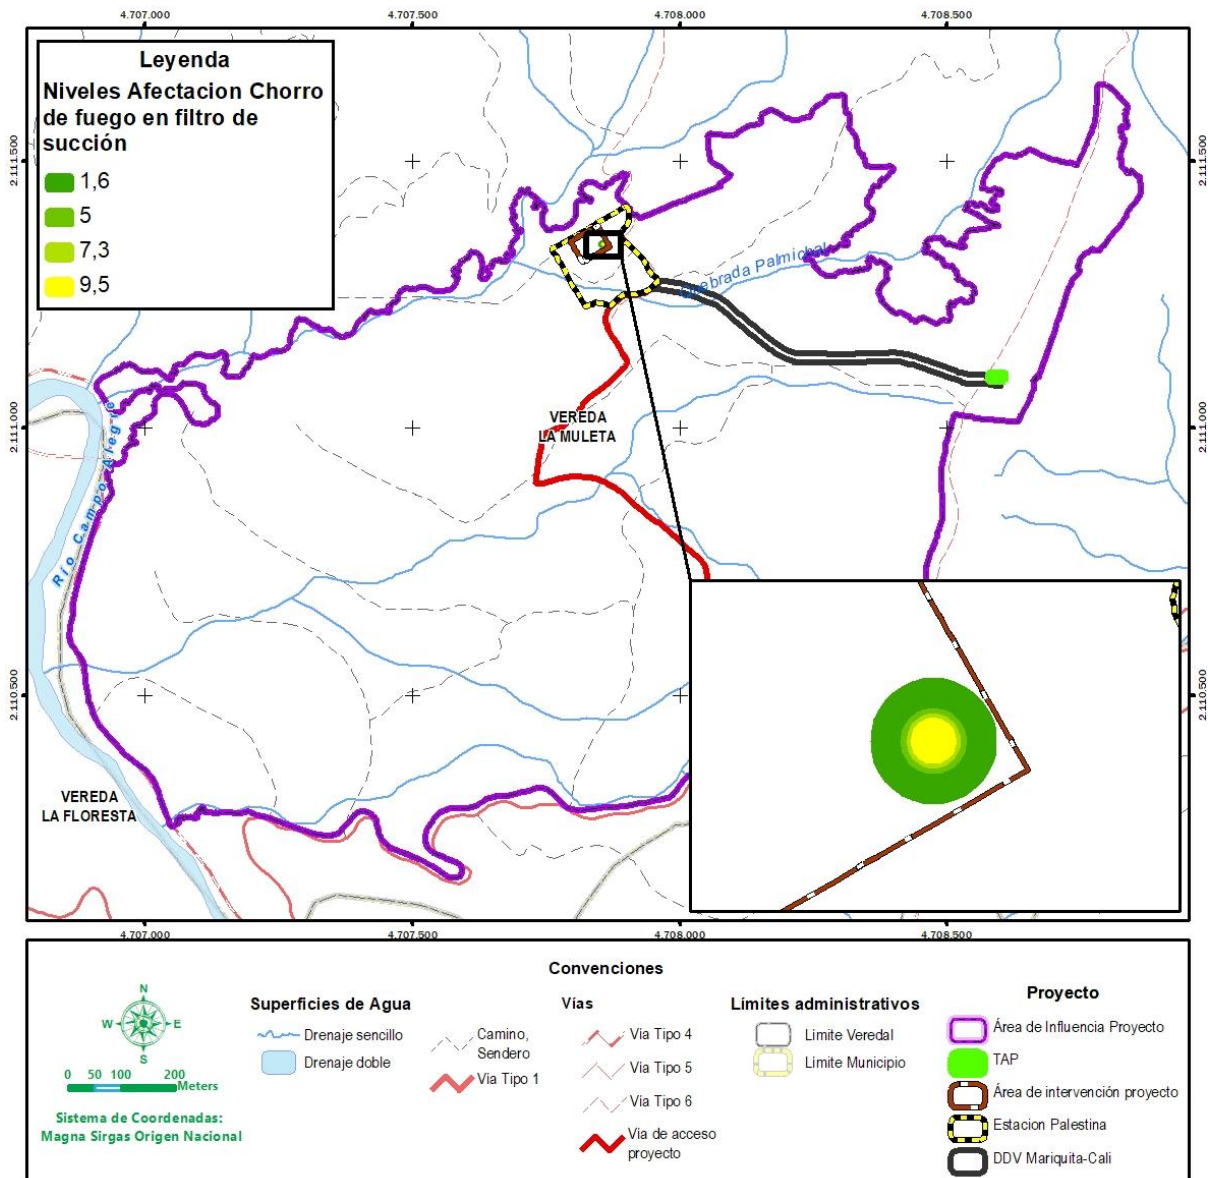 4.707.000
4.707.500
4.708.000
4.708.500
Leyenda
Niveles Afectacion Chorro
de fuego en filtro de
succión
1,6
5
7,3
9,5
2.111.500
2.111.500
Quebrada Palmichal
2.111.000
2.111.000
VEREDA
LA MULETA
Río Campo Alegre
2.110.500
2.110.500
VEREDA
LA FLORESTA
4.707.000
4.707.500
4.708.000
4.708.500
Convenciones
N
W
E
S
0 50 100 200
Meters
Sistema de Coordenadas:
Magna Sirgas Origen Nacional
Superficies de Agua
Drenaje sencillo
Drenaje doble
Vías
Camino,
Sendero
Via Tipo 1
Via Tipo 4
Via Tipo 5
Via Tipo 6
Via de acceso
proyecto
Límites administrativos
Limite Veredal
Limite Municipio
Proyecto
Área de Influencia Proyecto
TAP
Área de intervención proyecto
Estacion Palestina
DDV Mariquita-Cali